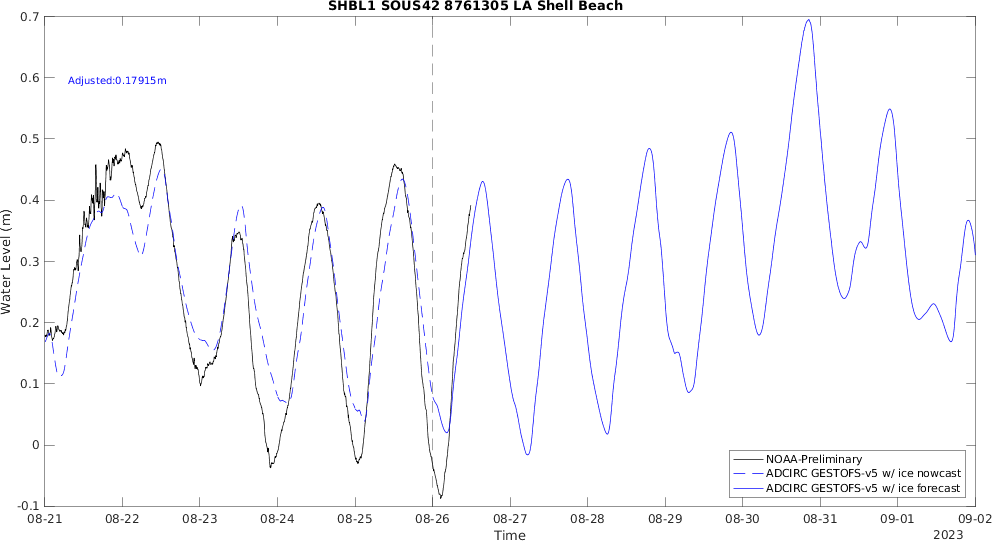 SHBL1 SOUS42 8761305 LA Shell Beach
0.7
0.6
0.5
0.4
0.3
0.2
0.1
0
-0.1
Water Level (m)
Adjusted:0.17915m
NOAA-Preliminary
ADCIRC GESTOFS-v5 w/ ice nowcast
ADCIRC GESTOFS-v5 w/ ice forecast
08-21 08-22 08-23 08-24 08-25 08-26 08-27 08-28 08-29 08-30 08-31 09-01 09-02
Time
2023